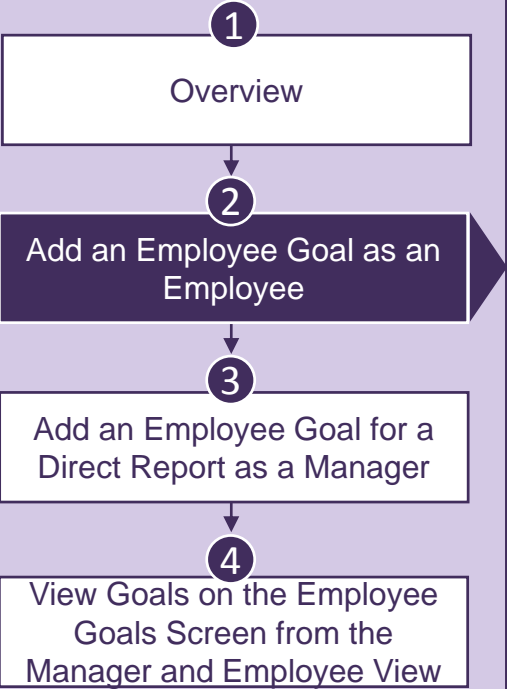 1
Overview
2
Add an Employee Goal as an
Employee
3
Add an Employee Goal for a
Direct Report as a Manager
4
View Goals on the Employee
Goals Screen from the
Manager and Employee View